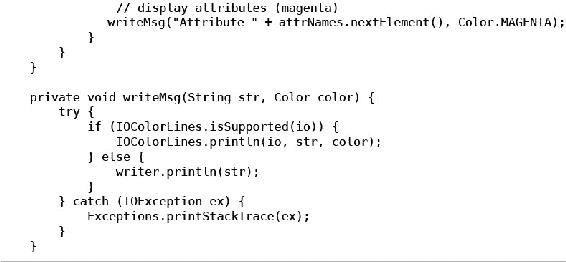 // display attributes (magenta)
writeMsg("Attribute " + attrNames.nextElement(), Color.MAGENTA);
}
}
}
private void writeMsg(String str, Color color) {
try {
if (IOColorLines.isSupported(io)) {
IOColorLines.println(io, str, color);
} else {
writer.println(str);
}
} catch (IOException ex) {
Exceptions.printStackTrace(ex);
}
}